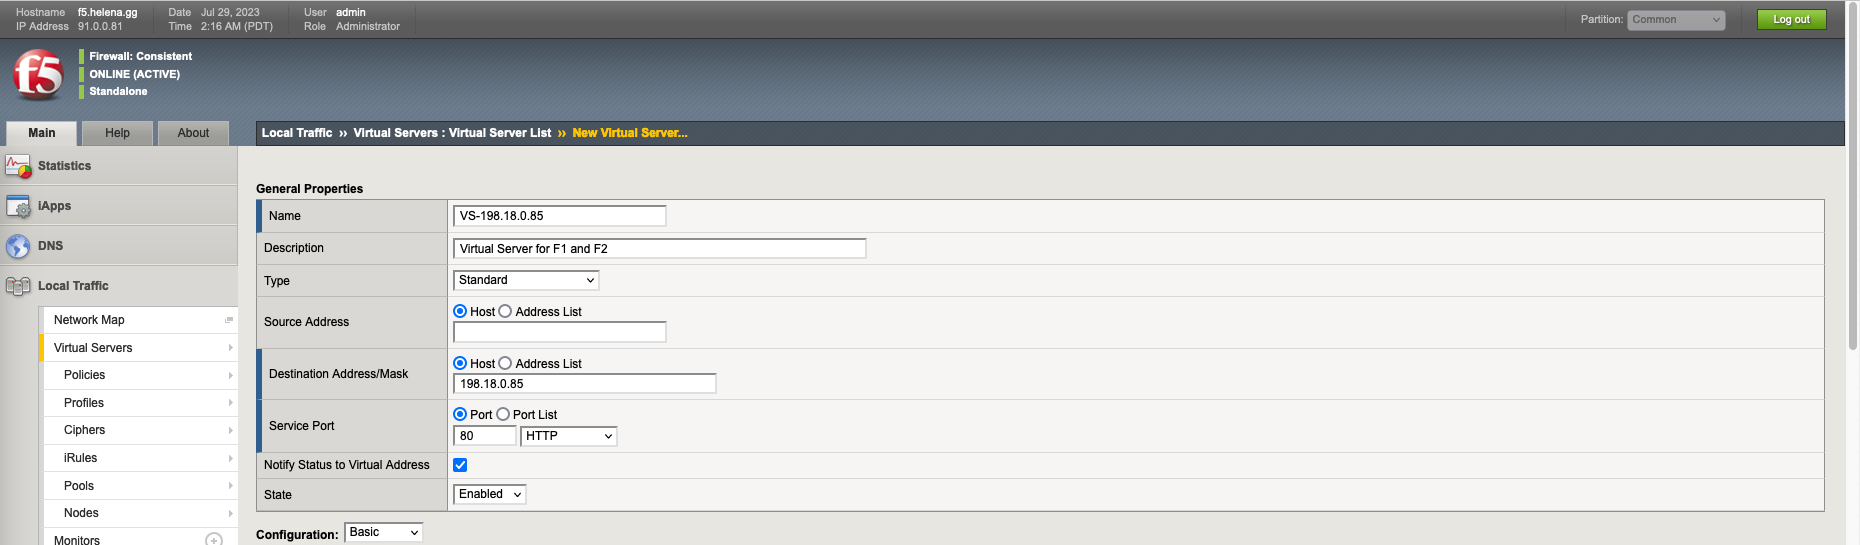 Hostname f5.helena.gg Date Jul 29, 2023 User admin Partition: Common Log out
IP Address 91.0.0.81 Time 2:16 AM (PDT) Role Administrator
f5
Firewall: Consistent
ONLINE (ACTIVE)
Standalone
Main Help About
Local Traffic ›› Virtual Servers : Virtual Server List ›› New Virtual Server...
Statistics
iApps
DNS
Local Traffic
Network Map
Virtual Servers
Policies
Profiles
Ciphers
iRules
Pools
Nodes
Monitors
General Properties
Name VS-198.18.0.85
Description Virtual Server for F1 and F2
Type Standard
Source Address Host Address List
Destination Address/Mask Host Address List
198.18.0.85
Service Port Port Port List
80 HTTP
Notify Status to Virtual Address
State Enabled
Configuration: Basic